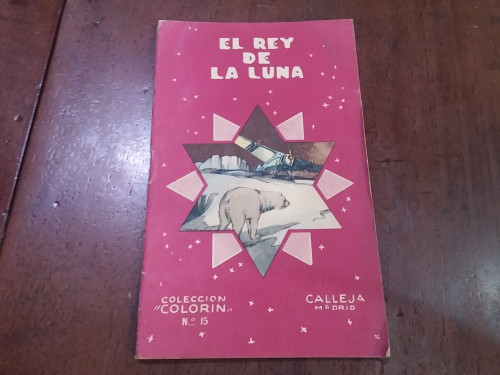 EL REY
DE
LA LUNA
COLECCION
"COLORIN"
Nº 15
CALLEJA
MADRID